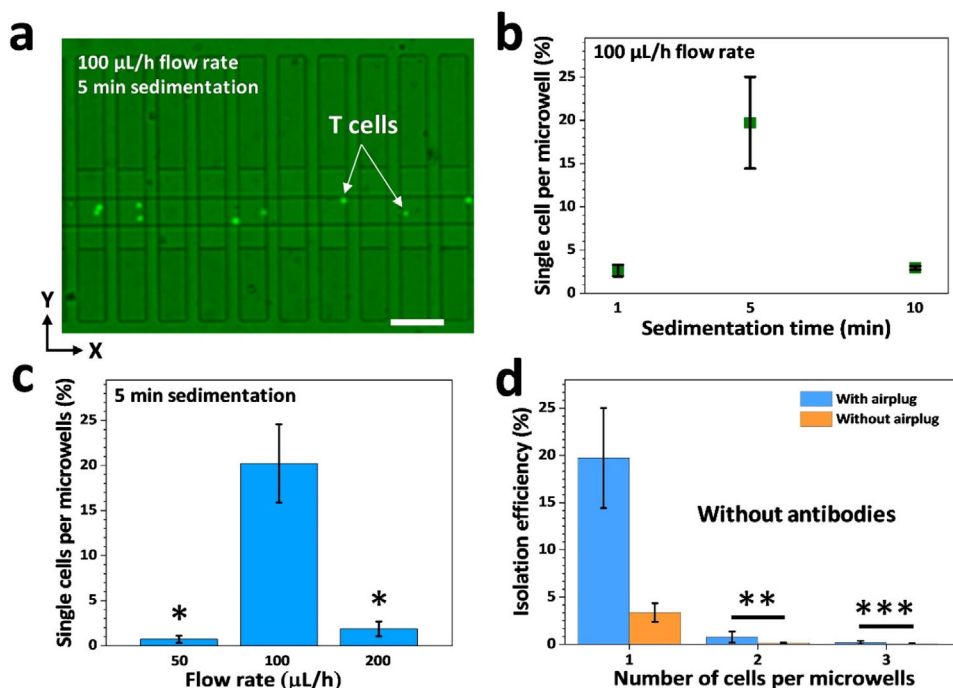 a
100 µL/h flow rate
5 min sedimentation
T cells
Y
X
b
100 µL/h flow rate
Single cell per microwell (%)
25
20
15
10
5
0
1 5 10
Sedimentation time (min)
c
5 min sedimentation
Single cells per microwells (%)
25
20
15
10
5
0
* *
50 100 200
Flow rate (µL/h)
d
With airplug
Without airplug
Isolation efficiency (%)
25
20
15
10
5
0
Without antibodies
** ***
1 2 3
Number of cells per microwells